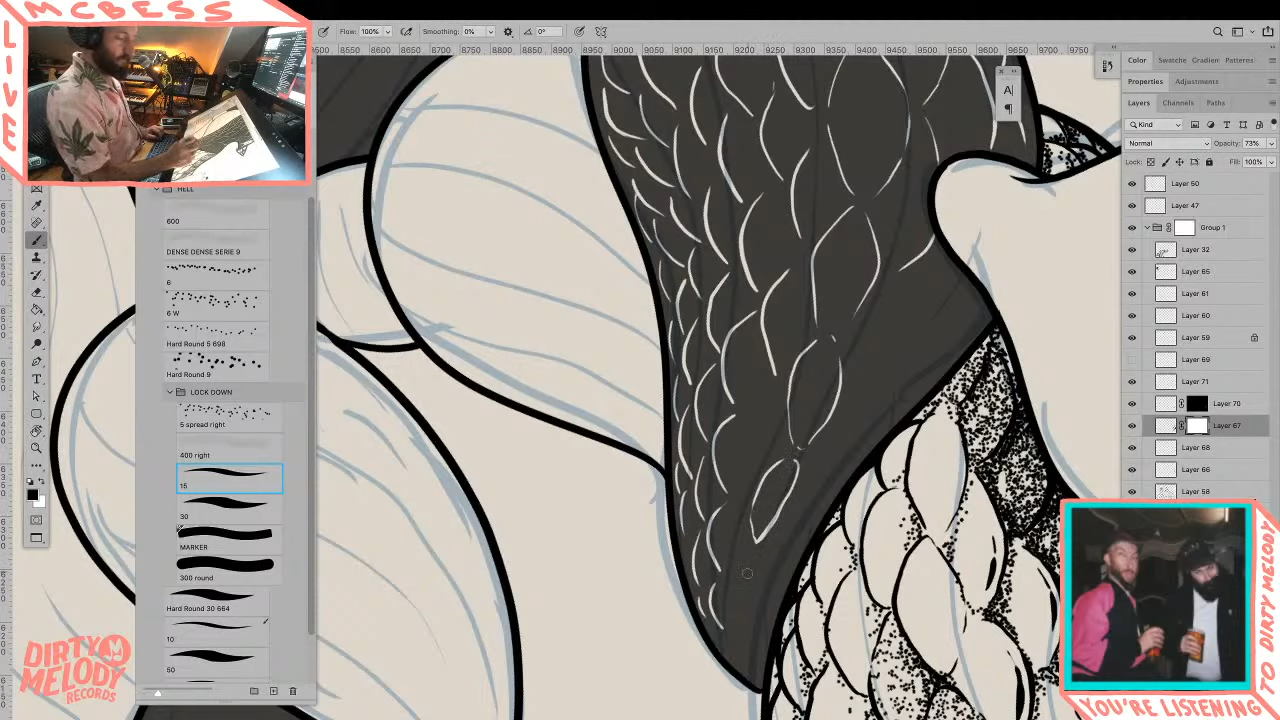 MCBESS
LIVE
Flow: 100%
Smoothing: 0%
0°
8500 8550 8600 8650 8700 8750 8800 8850 8900 8950 9000 9050 9100 9150 9200 9250 9300 9350 9400 9450 9500 9550 9600 9650 9700 9750
HELL
600
DENSE DENSE SERIE 9
6
6 W
Hard Round 5 698
Hard Round 9
LOCK DOWN
5 spread right
400 right
15
30
MARKER
300 round
Hard Round 30 664
10
50
Color Swatche Gradien Patterns
Properties Adjustments
Layers Channels Paths
Kind
Normal Opacity: 73%
Lock: Fill: 100%
Layer 50
Layer 47
Group 1
Layer 32
Layer 65
Layer 61
Layer 60
Layer 59
Layer 69
Layer 71
Layer 70
Layer 67
Layer 68
Layer 66
Layer 58
DIRTY
MELODY
RECORDS
YOU'RE LISTENING
TO DIRTY MELODY